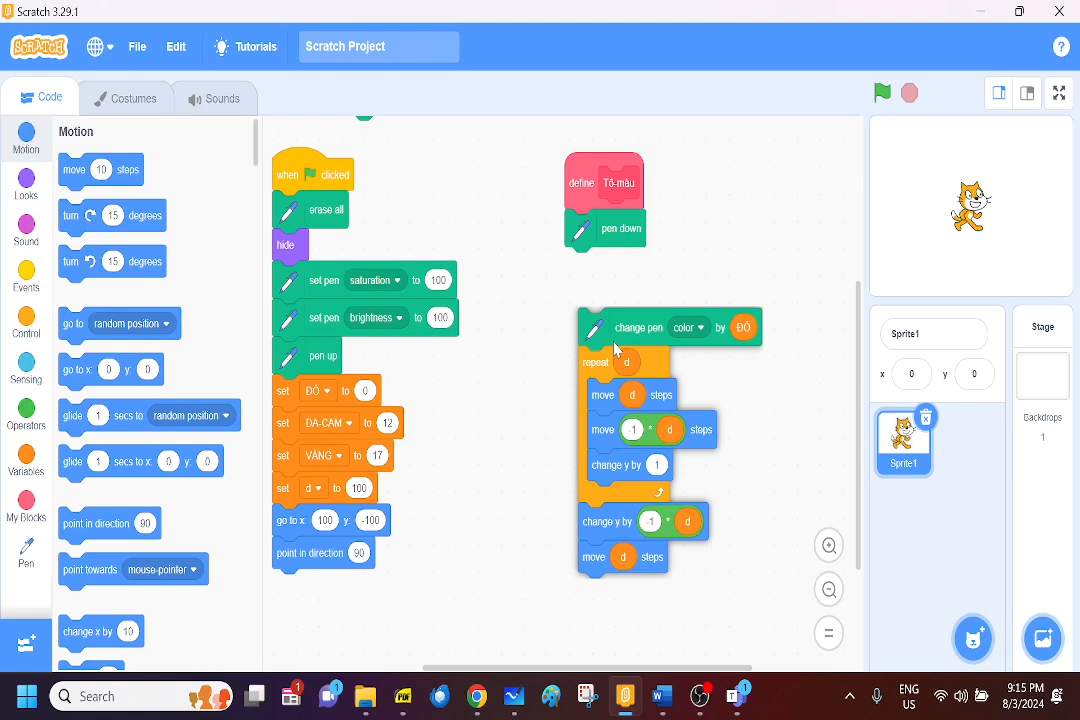 Scratch 3.29.1
SCRATCH
File
Edit
Tutorials
Scratch Project
?
Code
Costumes
Sounds
Motion
Looks
Sound
Events
Control
Sensing
Operators
Variables
My Blocks
Pen
Motion
move 10 steps
turn 15 degrees
turn 15 degrees
go to random position
go to x: 0 y: 0
glide 1 secs to random position
glide 1 secs to x: 0 y: 0
point in direction 90
point towards mouse-pointer
change x by 10
when clicked
erase all
hide
set pen saturation to 100
set pen brightness to 100
pen up
set ĐỎ to 0
set DA-CAM to 12
set VÀNG to 17
set d to 100
go to x: 100 y: -100
point in direction 90
define Tô-màu
pen down
change pen color by ĐỎ
repeat d
move d steps
move -1 * d steps
change y by 1
change y by -1 * d
move d steps
Sprite1
x 0 y 0
Sprite1
Stage
Backdrops
1
Search
1
1
PDF
W
1
ENG
US
9:15 PM
8/3/2024